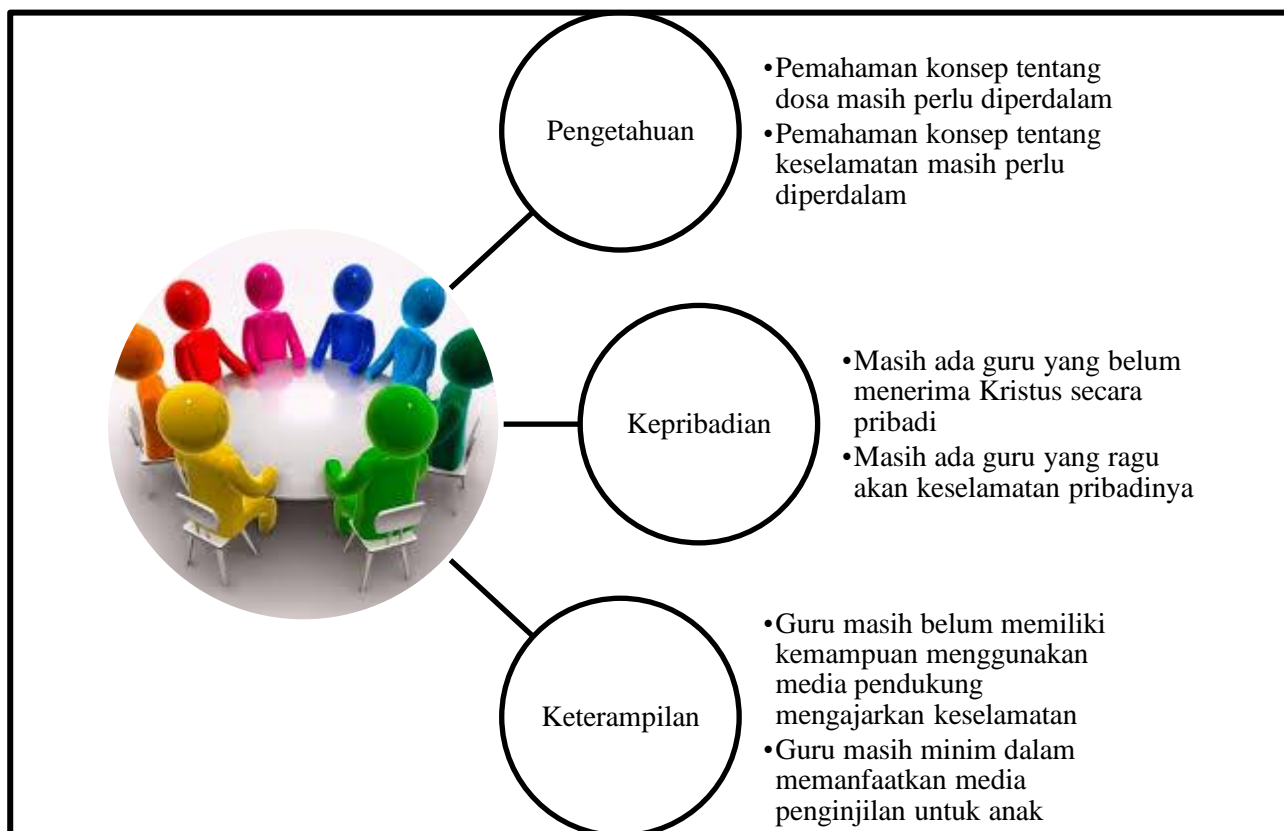 Pengetahuan
•Pemahaman konsep tentang
dosa masih perlu diperdalam
•Pemahaman konsep tentang
keselamatan masih perlu
diperdalam
Kepribadian
•Masih ada guru yang belum
menerima Kristus secara
pribadi
•Masih ada guru yang ragu
akan keselamatan pribadinya
Keterampilan
•Guru masih belum memiliki
kemampuan menggunakan
media pendukung
mengajarkan keselamatan
•Guru masih minim dalam
memanfaatkan media
penginjilan untuk anak